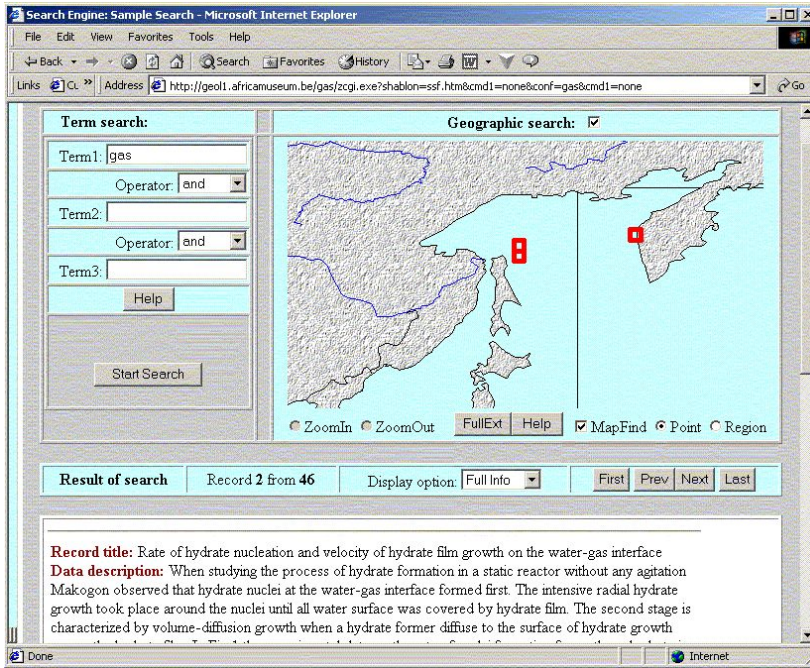 Search Engine: Sample Search - Microsoft Internet Explorer
File Edit View Favorites Tools Help
Back Search Favorites History
Links Address http://geol1.africamuseum.be/gas/zcgi.exe?shablon=ssf.htm&cmd1=none&conf=gas&cmd1=none Go
Term search: Geographic search:
Term1: gas
Operator: and
Term2:
Operator: and
Term3:
Help
Start Search
ZoomIn ZoomOut FullExt Help MapFind Point Region
Result of search Record 2 from 46 Display option: Full Info First Prev Next Last
Record title: Rate of hydrate nucleation and velocity of hydrate film growth on the water-gas interface
Data description: When studying the process of hydrate formation in a static reactor without any agitation
Makogon observed that hydrate nuclei at the water-gas interface formed first. The intensive radial hydrate
growth took place around the nuclei until all water surface was covered by hydrate film. The second stage is
characterized by volume-diffusion growth when a hydrate former diffuse to the surface of hydrate growth
Done Internet